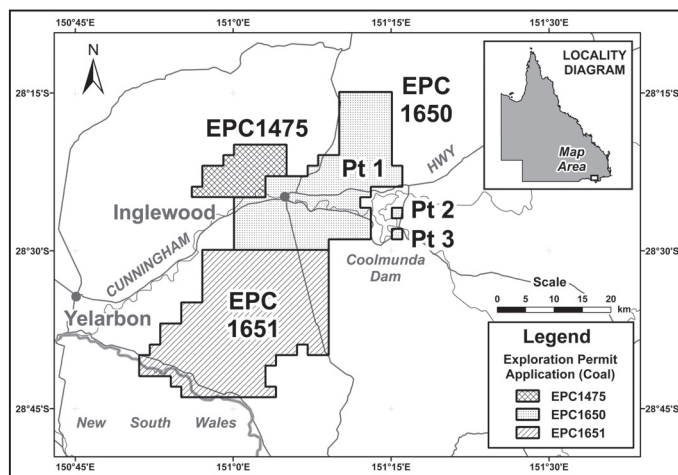 150°45'E
151°0'E
151°15'E
151°30'E
N
28°15'S
28°30'S
28°45'S
EPC
1650
EPC1475
Pt 1
HWY
Inglewood
Pt 2
Pt 3
CUNNINGHAM
Coolmunda
Dam
EPC
1651
Yelarbon
New South Wales
LOCALITY
DIAGRAM
Map
Area
Scale
0 5 10 15 20
km
Legend
Exploration Permit
Application (Coal)
EPC1475
EPC1650
EPC1651
28°15'S
28°30'S
28°45'S
150°45'E
151°0'E
151°15'E
151°30'E